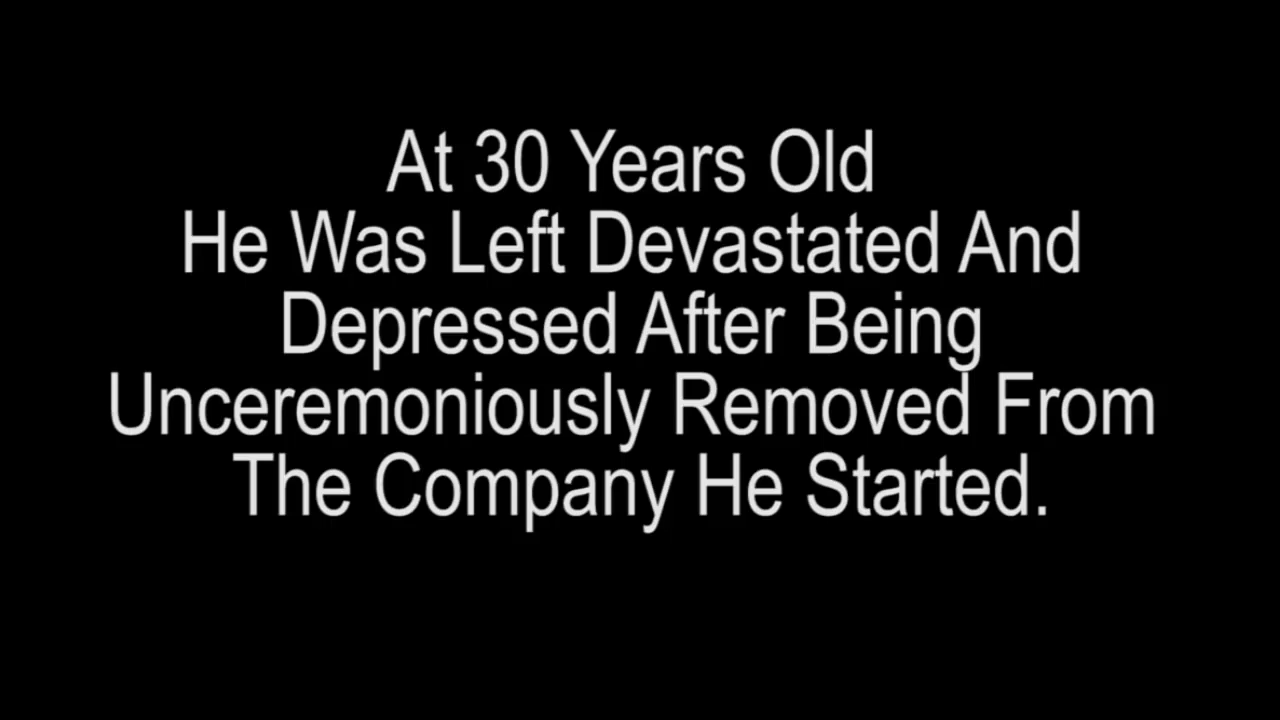 At 30 Years Old
He Was Left Devastated And
Depressed After Being
Unceremoniously Removed From
The Company He Started.